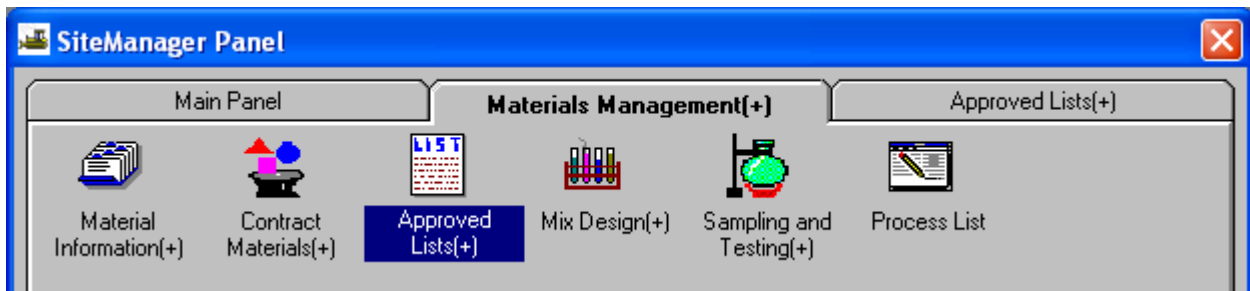 SiteManager Panel
Main Panel
Materials Management(+)
Approved Lists(+)
LIST
Material
Information(+)
Contract
Materials(+)
Approved
Lists(+)
Mix Design(+)
Sampling and
Testing(+)
Process List